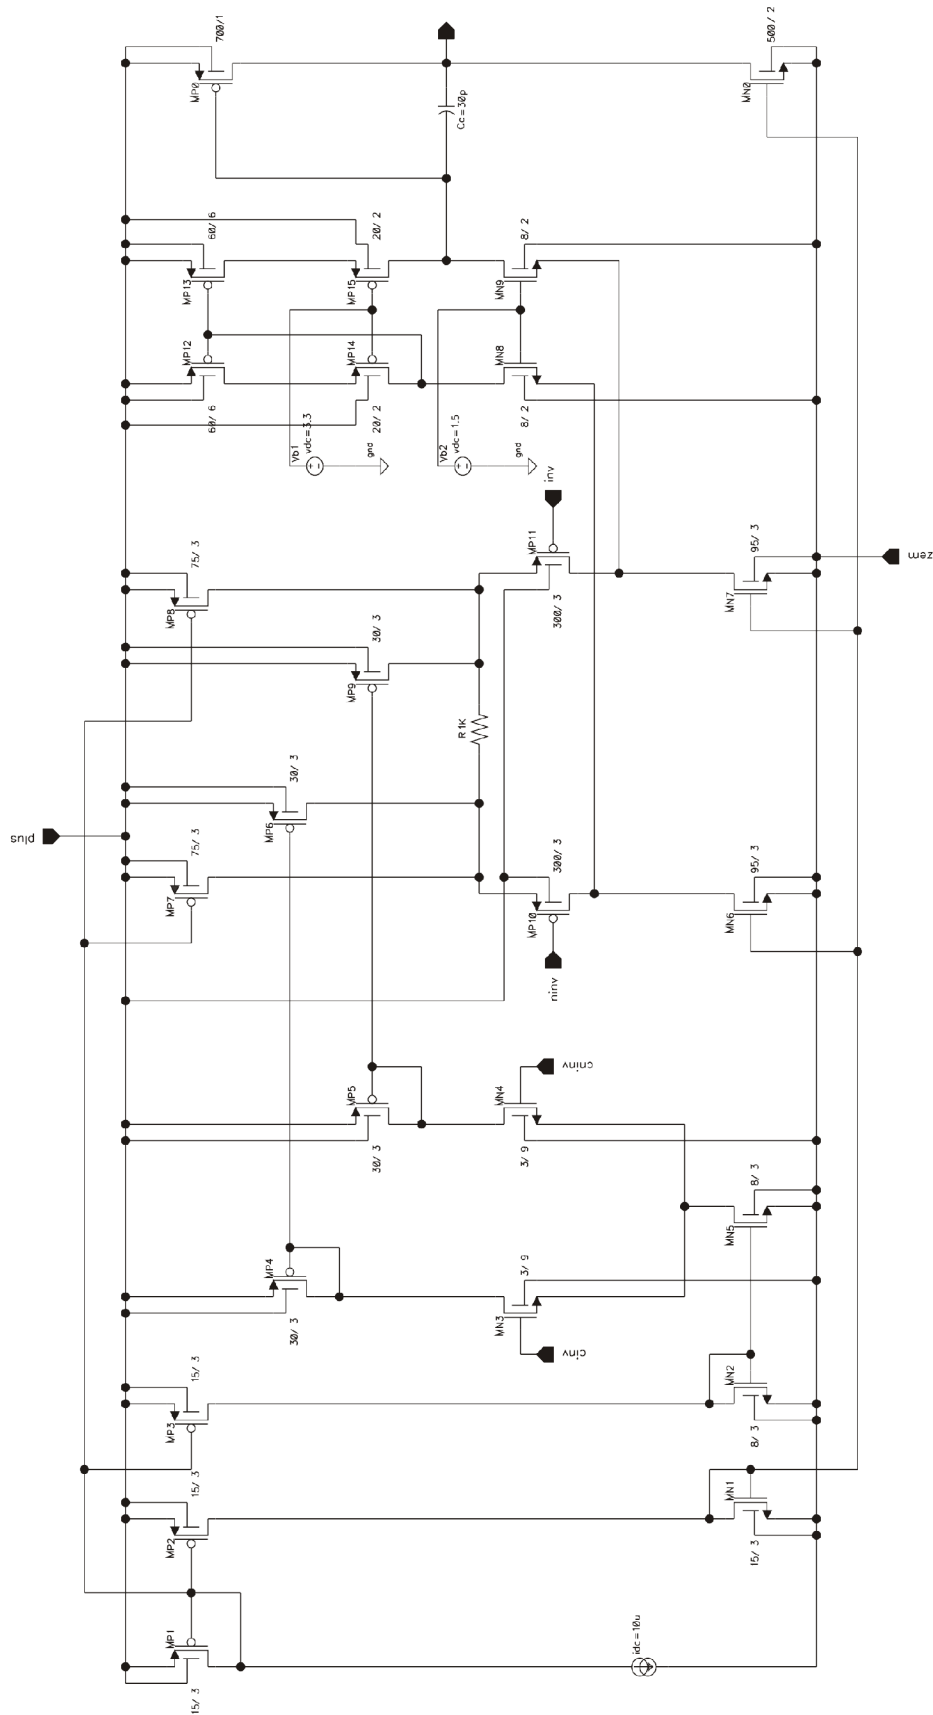 700/1
MP0
Cc=30p
MN0
500/2
60/6
MP13
20/2
MP15
MN9
8/2
MP12
60/6
MP14
20/2
MN8
8/2
Vb1
vdc=3.3
gnd
Vb2
vdc=1.5
gnd
inv
75/3
MP8
30/3
MP9
MP11
300/3
95/3
MN7
zem
R 1K
30/3
MP6
plus
75/3
MP7
300/3
MP10
ninv
95/3
MN6
MP5
30/3
MN4
3/9
cninv
8/3
MN5
MP4
30/3
3/9
MN3
cinv
15/3
MP3
MN2
8/3
15/3
MP2
MN1
15/3
MP1
15/3
idc=10u